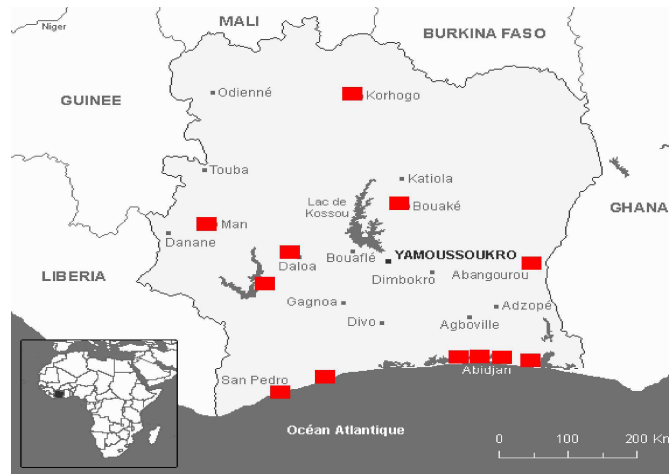 MALI
Niger
BURKINA FASO
GUINEE
Odienné
Korhogo
Touba
Katiola
Lac de
Kossou
Bouaké
GHANA
Man
Danane
LIBERIA
Daloa
Bouaflé
YAMOUSSOUKRO
Dimbokro
Abangourou
Gagnoa
Adzopé
Divo
Agboville
San Pedro
Abidjan
Océan Atlantique
0 100 200 Km